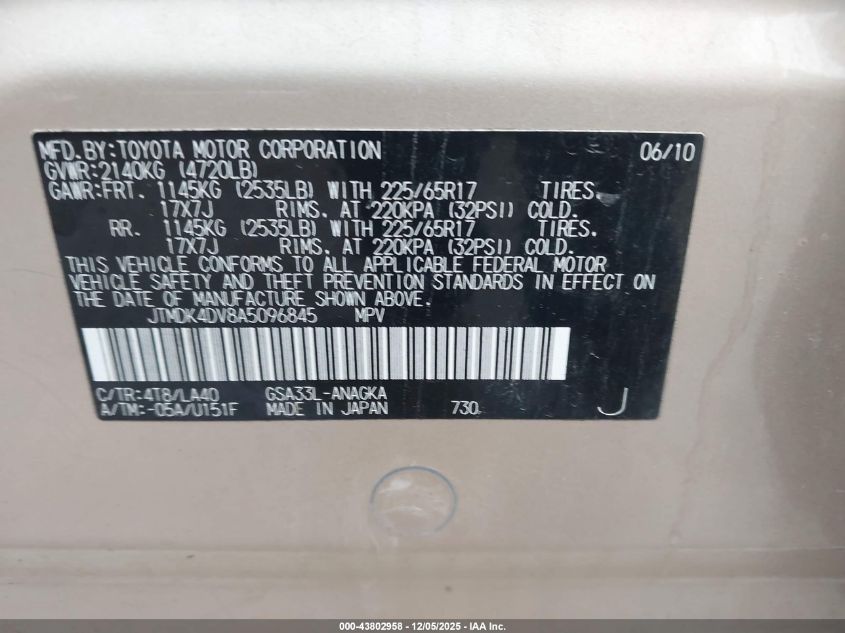 MFD.BY:TOYOTA MOTOR CORPORATION 06/10
GVWR:2140KG (4720LB)
GAWR:FRT. 1145KG (2535LB) WITH 225/65R17 TIRES.
17X7J RIMS. AT 220KPA (32PSI) COLD.
RR. 1145KG (2535LB) WITH 225/65R17 TIRES.
17X7J RIMS. AT 220KPA (32PSI) COLD.
THIS VEHICLE CONFORMS TO ALL APPLICABLE FEDERAL MOTOR
VEHICLE SAFETY AND THEFT PREVENTION STANDARDS IN EFFECT ON
THE DATE OF MANUFACTURE SHOWN ABOVE.
JTMDK4DV8A5096845 MPV
C/TR:4T8/LA40 GSA33L-ANAGKA
A/TM:-05A/U151F MADE IN JAPAN 730 J
000-43802958 - 12/05/2025 - IAA Inc.